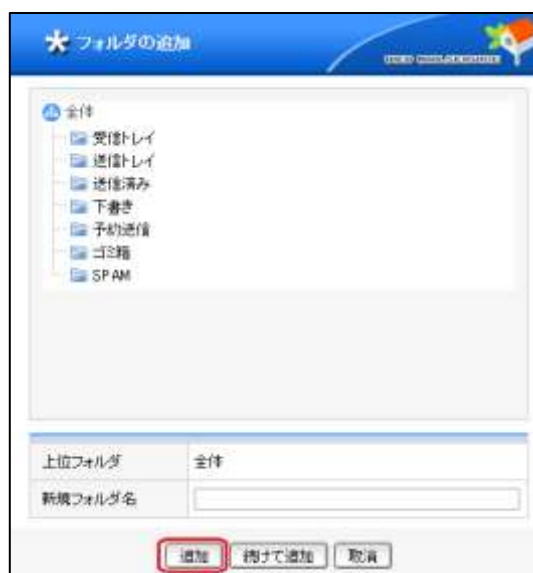 フォルダの追加
全体
受信トレイ
送信トレイ
送信済み
下書き
予約送信
ゴミ箱
SPAM
上位フォルダ 全体
新規フォルダ名
追加 続けて追加 取消